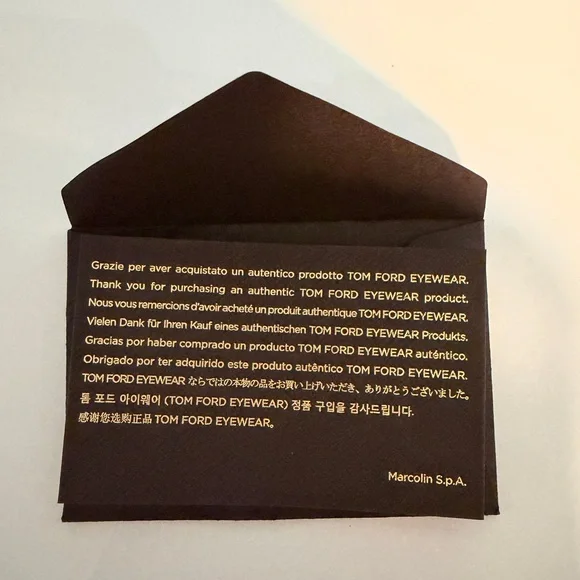 Grazie per aver acquistato un autentico prodotto TOM FORD EYEWEAR.
Thank you for purchasing an authentic TOM FORD EYEWEAR product.
Nous vous remercions d'avoir acheté un produit authentique TOM FORD EYEWEAR.
Vielen Dank für Ihren Kauf eines authentischen TOM FORD EYEWEAR Produkts.
Gracias por haber comprado un producto TOM FORD EYEWEAR auténtico.
Obrigado por ter adquirido este produto autêntico TOM FORD EYEWEAR.
TOM FORD EYEWEAR ならではの本物の品をお買い上げいただき、ありがとうございました。
톰 포드 아이웨이 (TOM FORD EYEWEAR) 정품 구입을 감사드립니다.
感谢您选购正品 TOM FORD EYEWEAR。
Marcolin S.p.A.